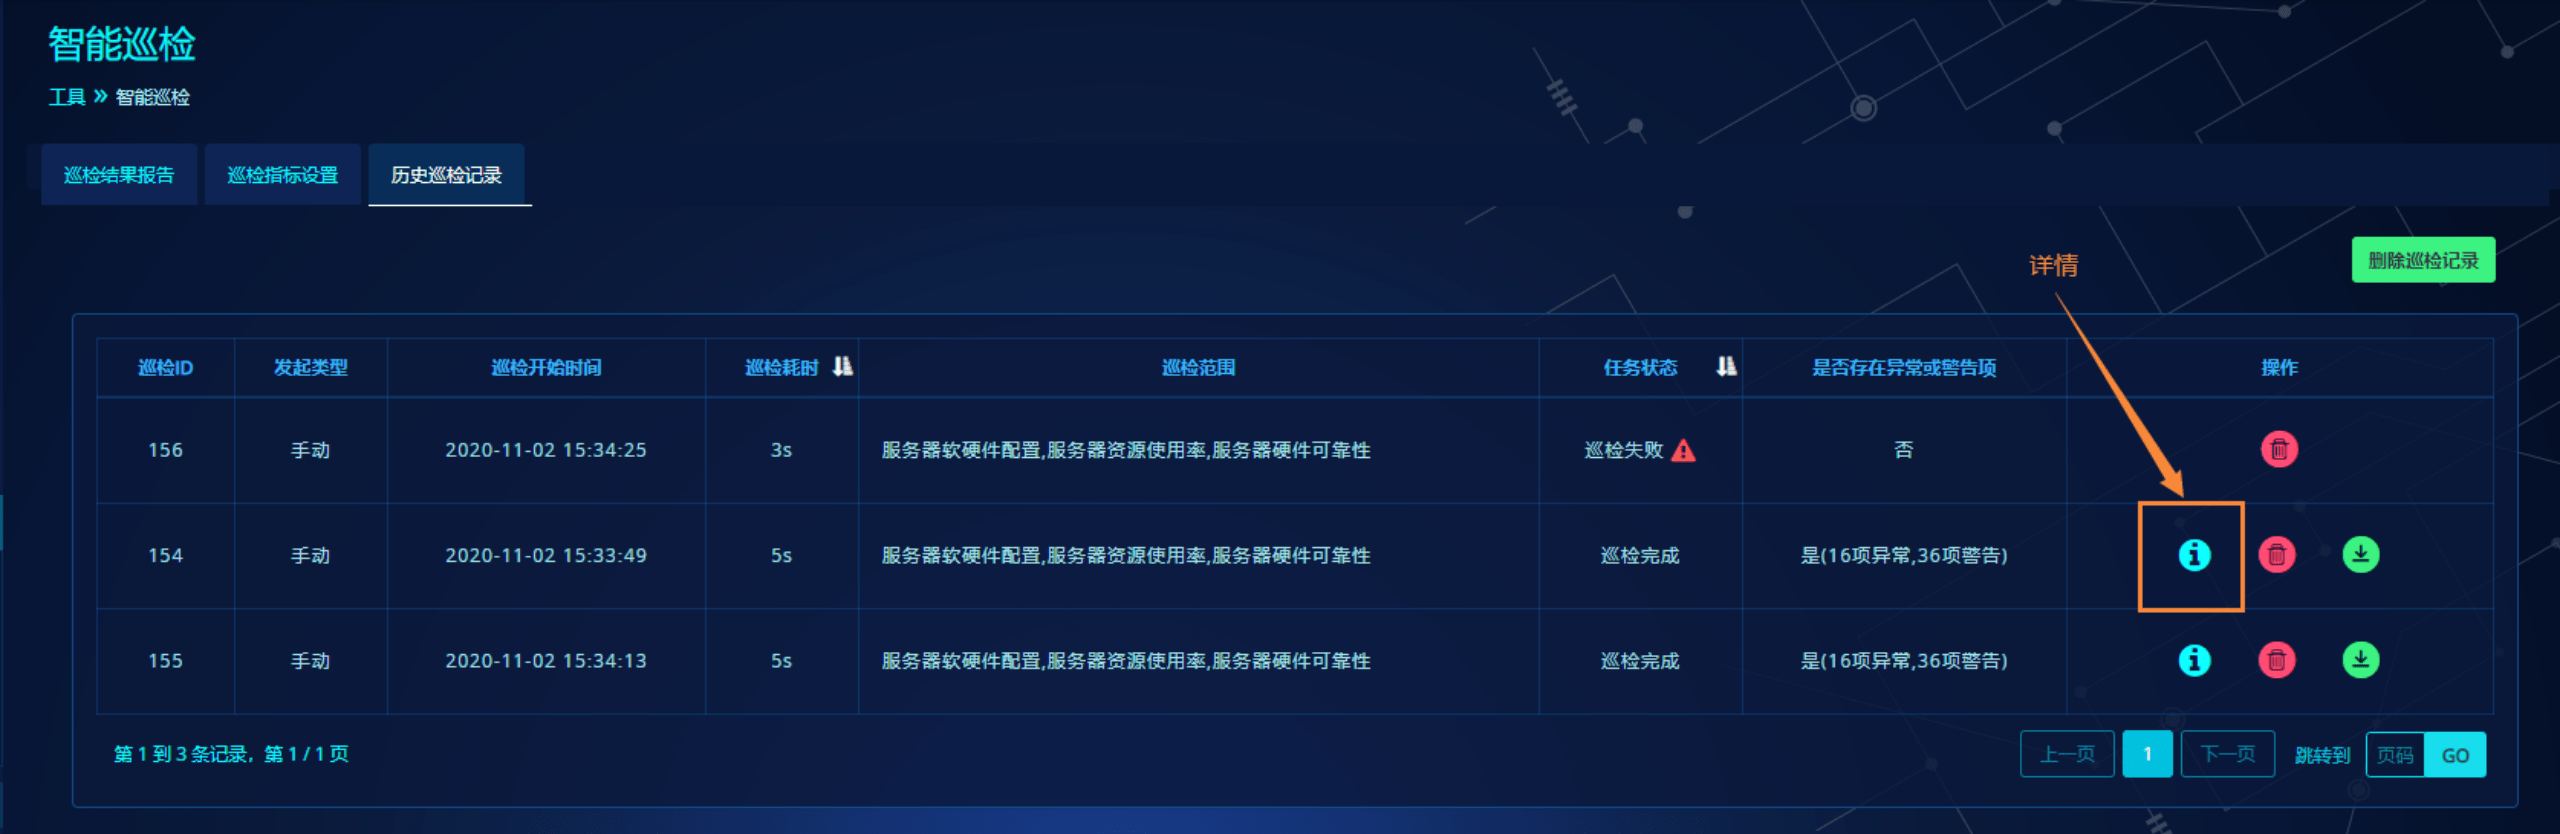 智能巡检
工具 » 智能巡检
巡检结果报告 巡检指标设置 历史巡检记录
详情
删除巡检记录
巡检ID 发起类型 巡检开始时间 巡检耗时 巡检范围 任务状态 是否存在异常或警告项 操作
156 手动 2020-11-02 15:34:25 3s 服务器软硬件配置,服务器资源使用率,服务器硬件可靠性 巡检失败 否
154 手动 2020-11-02 15:33:49 5s 服务器软硬件配置,服务器资源使用率,服务器硬件可靠性 巡检完成 是(16项异常,36项警告)
155 手动 2020-11-02 15:34:13 5s 服务器软硬件配置,服务器资源使用率,服务器硬件可靠性 巡检完成 是(16项异常,36项警告)
第 1 到 3 条记录，第 1 / 1 页 上一页 1 下一页 跳转到 页码 GO